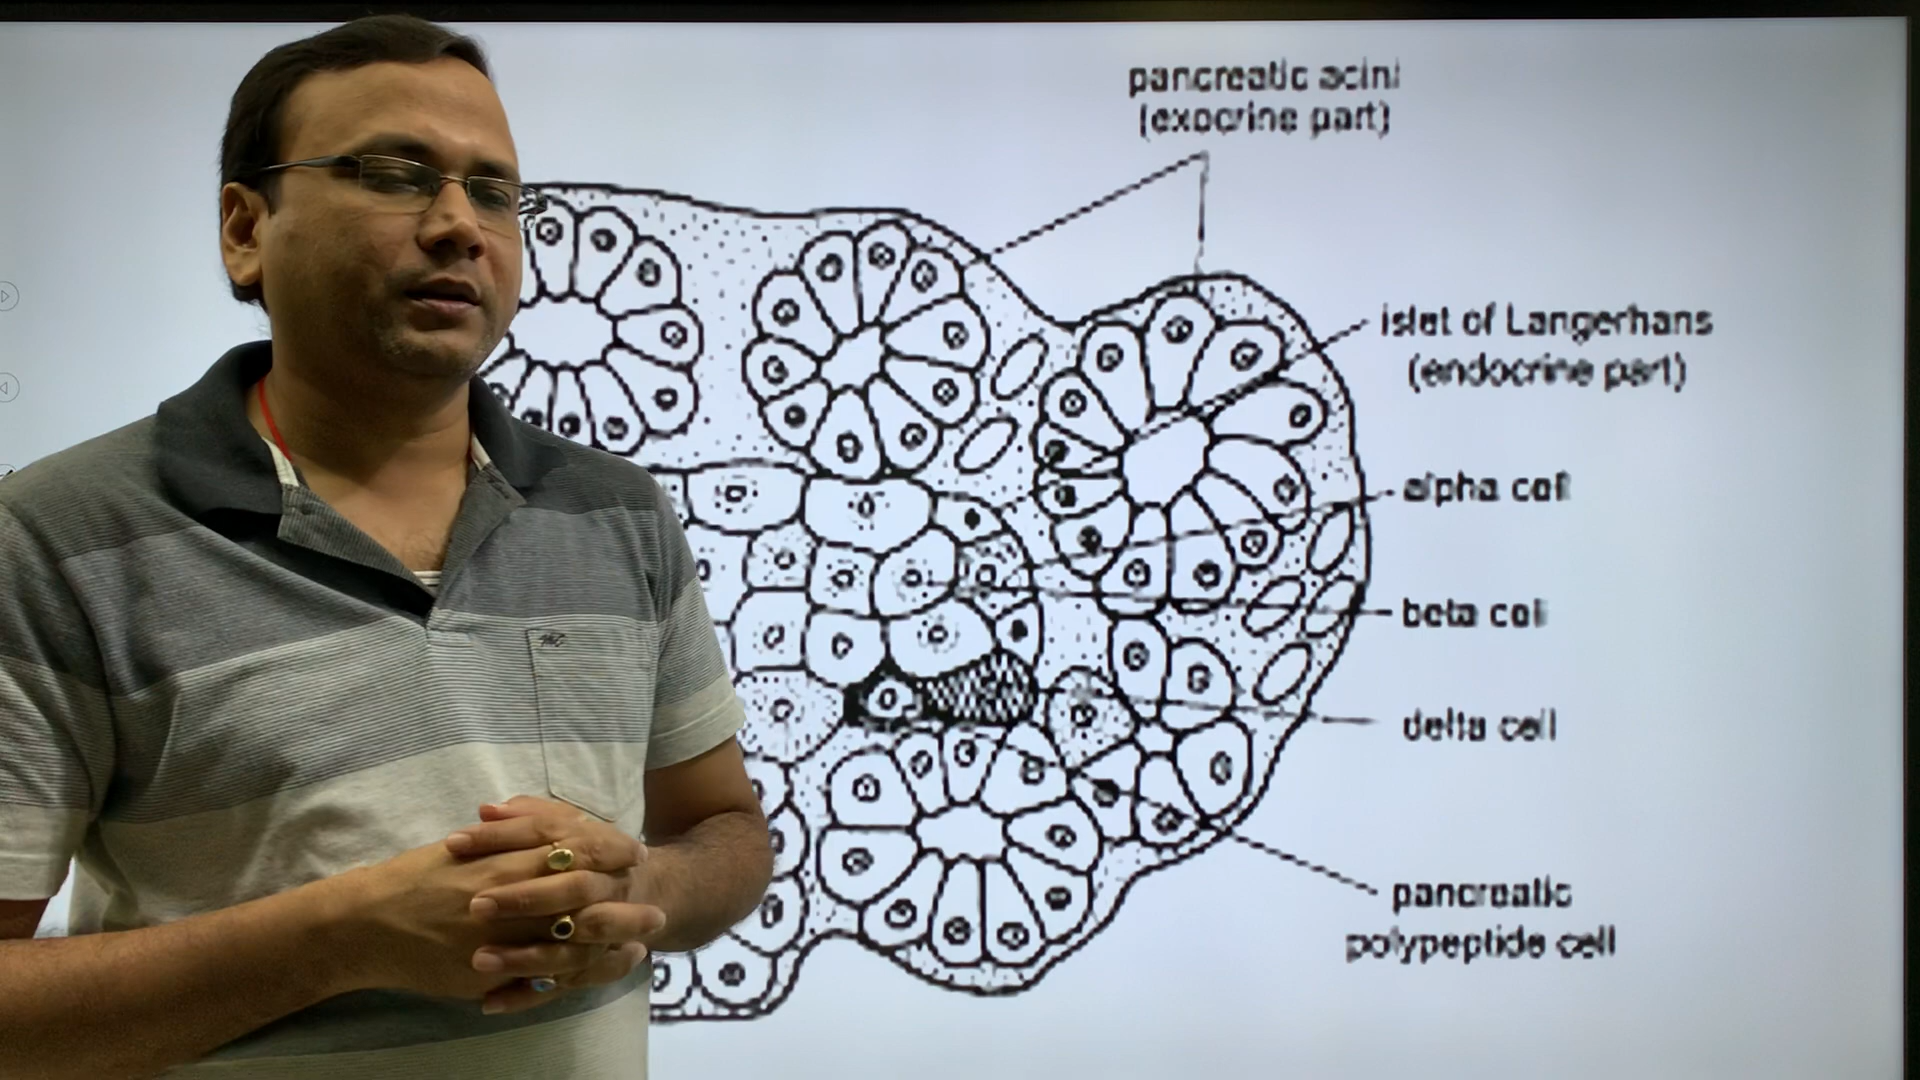 pancreatic acini
(exocrine part)
islet of Langerhans
(endocrine part)
alpha cell
beta cell
delta cell
pancreatic
polypeptide cell